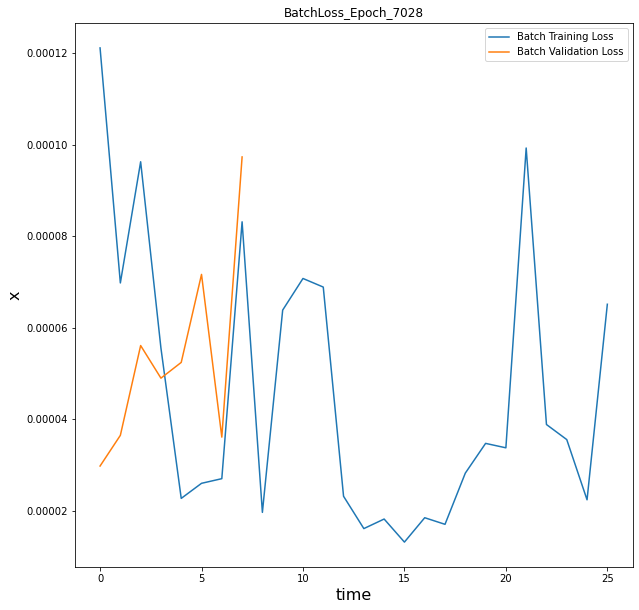 BatchLoss_Epoch_7028
Batch Training Loss
Batch Validation Loss
0.00012
0.00010
0.00008
0.00006
0.00004
0.00002
x
0 5 10 15 20 25
time